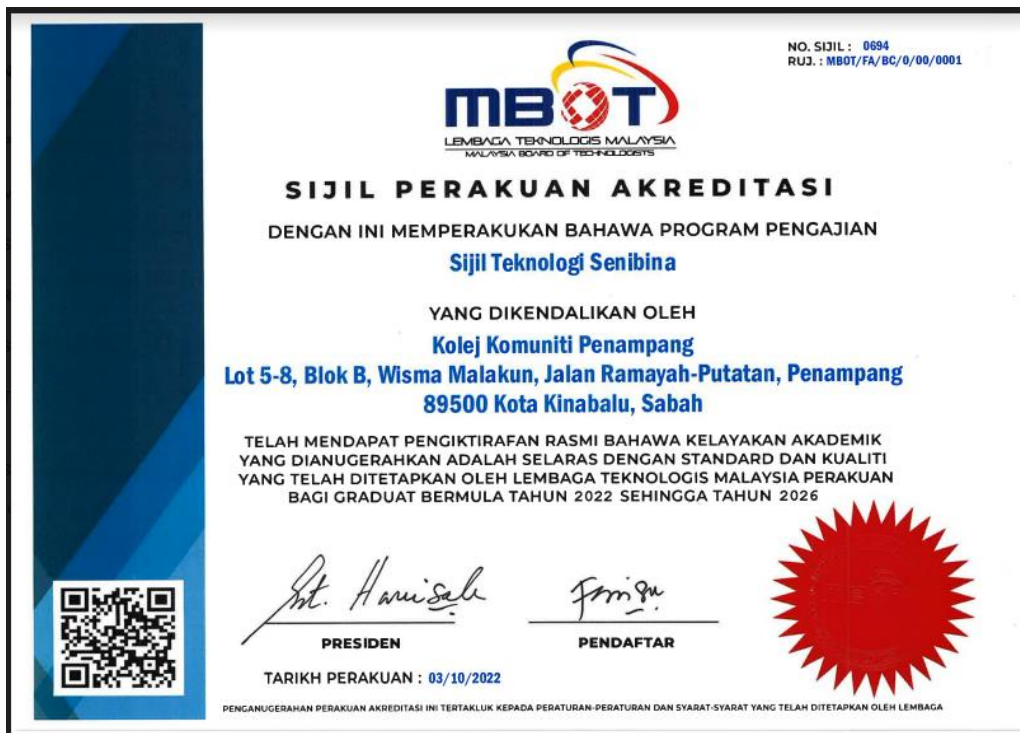 NO. SIJIL : 0694
RUJ. : MBOT/FA/BC/0/00/0001
MBOT
LEMBAGA TEKNOLOGIS MALAYSIA
MALAYSIA BOARD OF TECHNOLOGISTS
SIJIL PERAKUAN AKREDITASI
DENGAN INI MEMPERAKUKAN BAHAWA PROGRAM PENGAJIAN
Sijil Teknologi Senibina
YANG DIKENDALIKAN OLEH
Kolej Komuniti Penampang
Lot 5-8, Blok B, Wisma Malakun, Jalan Ramayah-Putatan, Penampang
89500 Kota Kinabalu, Sabah
TELAH MENDAPAT PENGIKTIRAFAN RASMI BAHAWA KELAYAKAN AKADEMIK
YANG DIANUGERAHKAN ADALAH SELARAS DENGAN STANDARD DAN KUALITI
YANG TELAH DITETAPKAN OLEH LEMBAGA TEKNOLOGIS MALAYSIA PERAKUAN
BAGI GRADUAT BERMULA TAHUN 2022 SEHINGGA TAHUN 2026
PRESIDEN
PENDAFTAR
TARIKH PERAKUAN : 03/10/2022
PENGANUGERAHAN PERAKUAN AKREDITASI INI TERTAKLUK KEPADA PERATURAN-PERATURAN DAN SYARAT-SYARAT YANG TELAH DITETAPKAN OLEH LEMBAGA